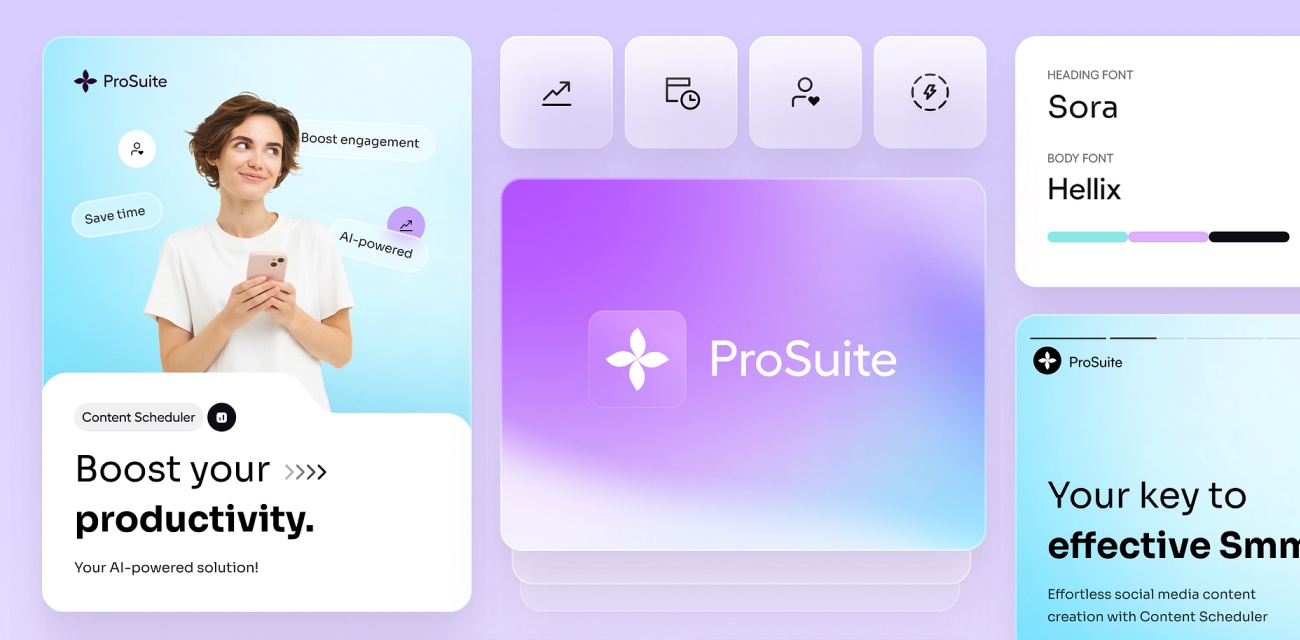 ProSuite
Boost engagement
Save time
AI-powered
Content Scheduler
Boost your
productivity.
Your AI-powered solution!
ProSuite
HEADING FONT
Sora
BODY FONT
Hellix
ProSuite
Your key to
effective Smm
Effortless social media content
creation with Content Scheduler